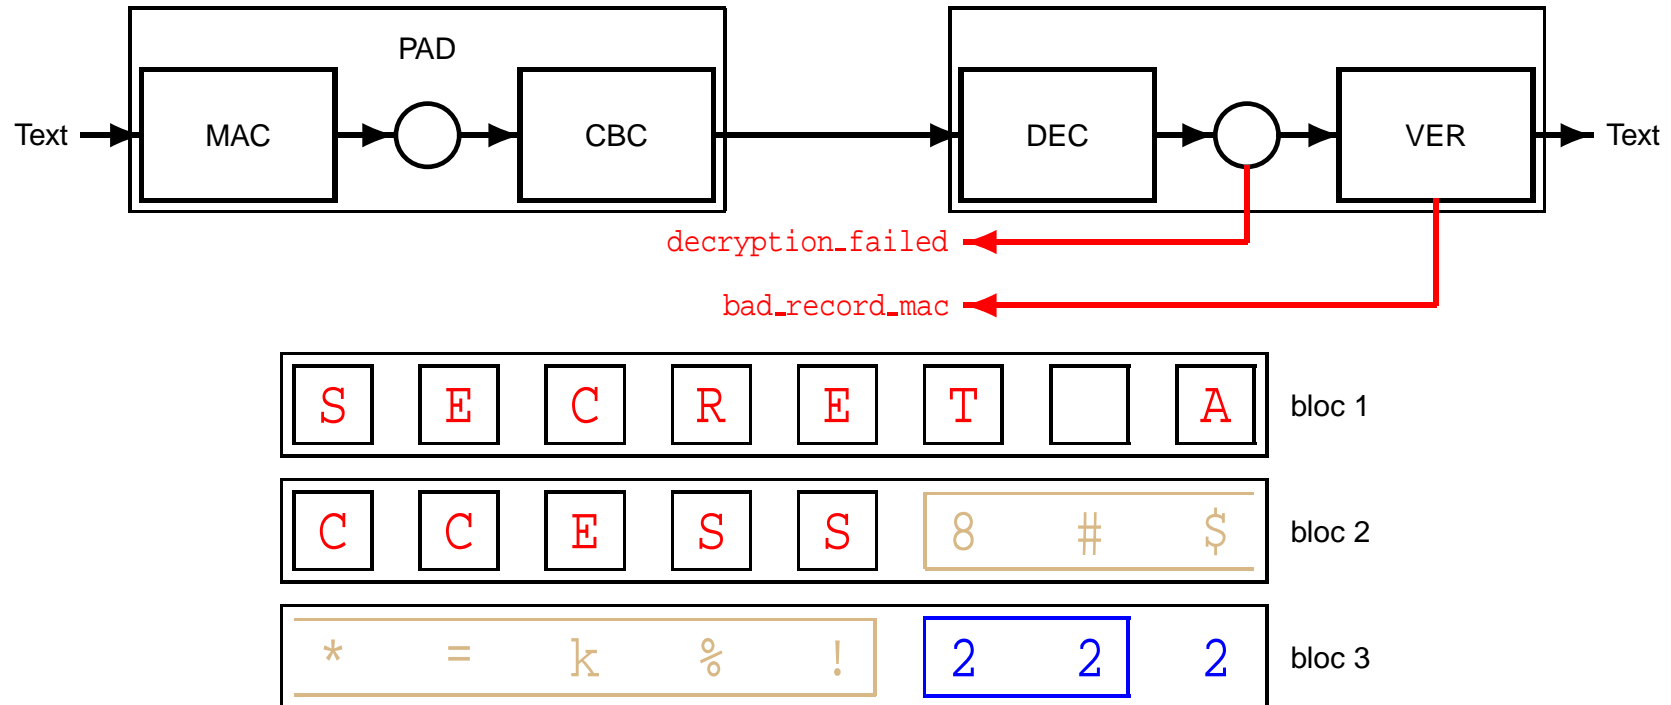 PAD
Text MAC CBC DEC VER Text
decryption_failed
bad_record_mac
S E C R E T A bloc 1
C C E S S 8 # $ bloc 2
* = k % ! 2 2 2 bloc 3